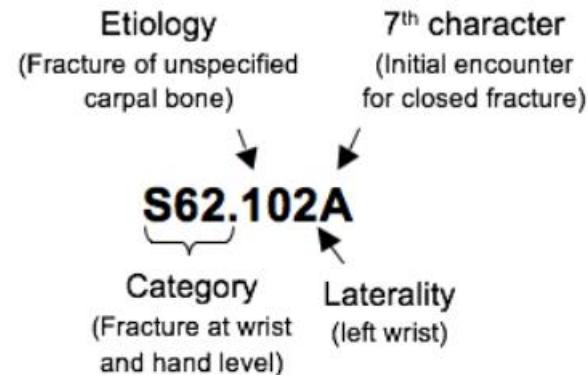 Etiology
(Fracture of unspecified
carpal bone)
7th character
(Initial encounter
for closed fracture)
S62.102A
Category
(Fracture at wrist
and hand level)
Laterality
(left wrist)